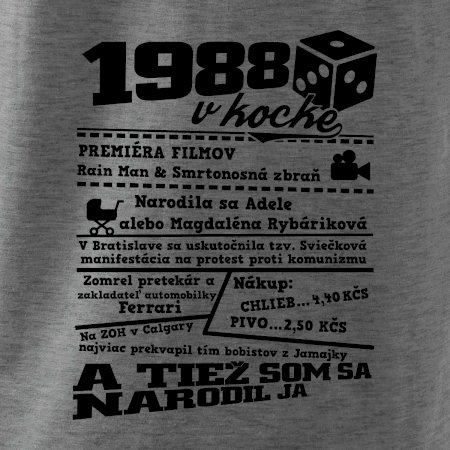 1988
v kocke
PREMIÉRA FILMOV
Rain Man & Smrtonosná zbraň
Narodila sa Adele
alebo Magdaléna Rybáriková
V Bratislave sa uskutočnila tzv. Sviečková
manifestácia na protest proti komunizmu
Zomrel pretekár a
zakladateľ automobilky
Ferrari
Nákup:
CHLIEB...4,40 KČS
PIVO...2,50 KČS
Na ZOH v Calgary
najviac prekvapil tím bobistov z Jamajky
A TIEŽ SOM SA
NARODIL JA